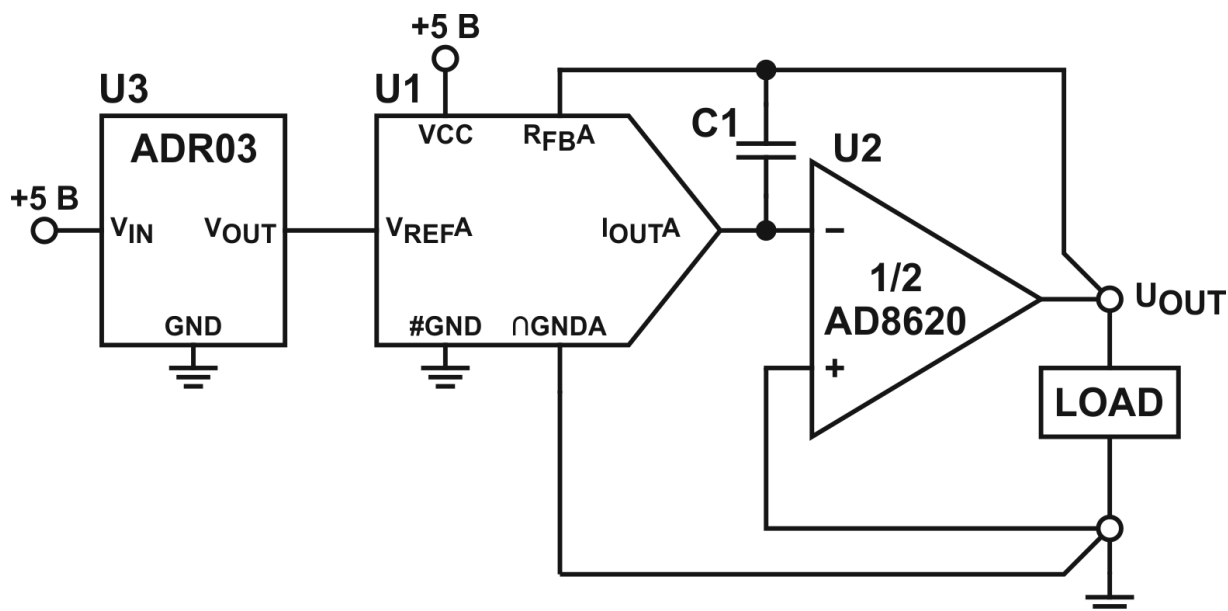 +5 В
U3
U1
ADR03
VCC
RFBA
C1
U2
+5 В
VIN
VOUT
VREFA
IOUTA
−
1/2
AD8620
UOUT
GND
#GND
∩GNDA
+
LOAD